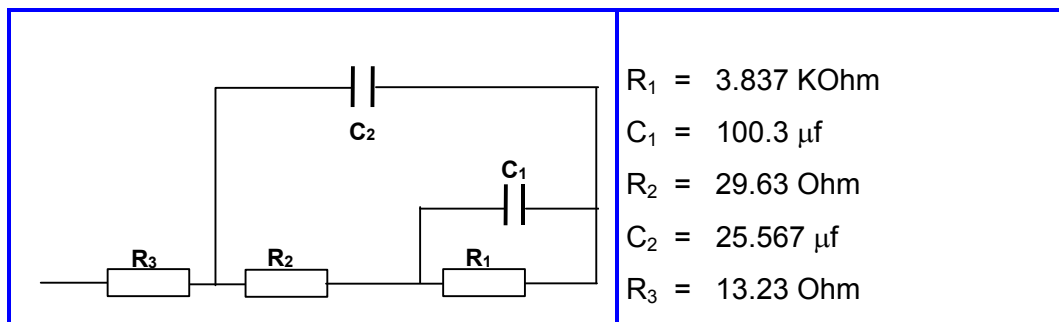 C₂
C₁
R₃
R₂
R₁
R₁ = 3.837 KOhm
C₁ = 100.3 μf
R₂ = 29.63 Ohm
C₂ = 25.567 μf
R₃ = 13.23 Ohm